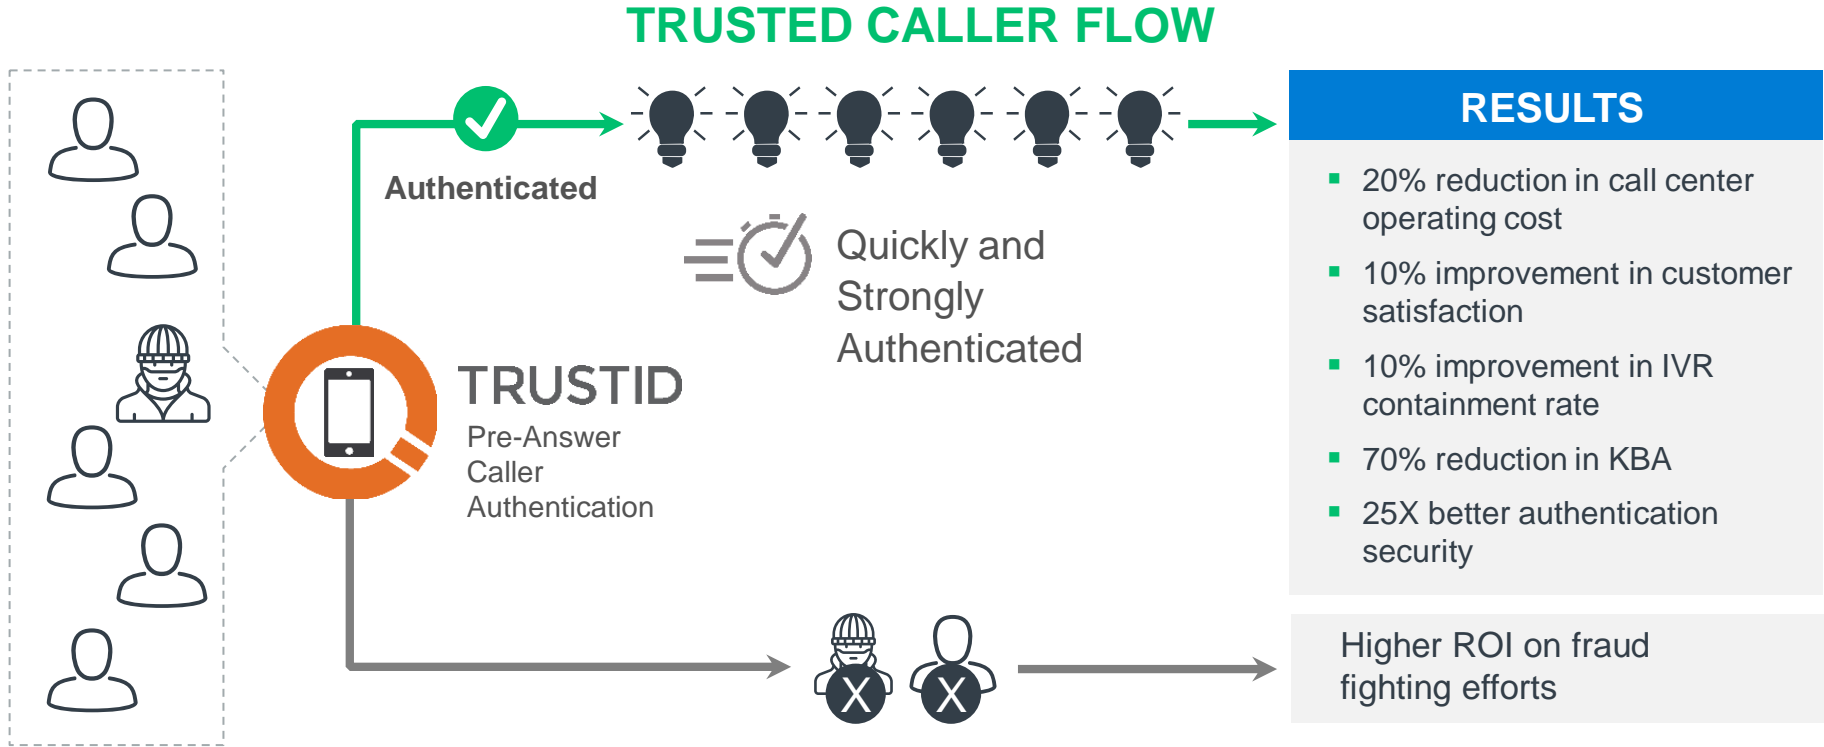 TRUSTED CALLER FLOW
Authenticated
Quickly and
Strongly
Authenticated
TRUSTID
Pre-Answer
Caller
Authentication
X
X
RESULTS
▪ 20% reduction in call center
operating cost
▪ 10% improvement in customer
satisfaction
▪ 10% improvement in IVR
containment rate
▪ 70% reduction in KBA
▪ 25X better authentication
security
Higher ROI on fraud
fighting efforts